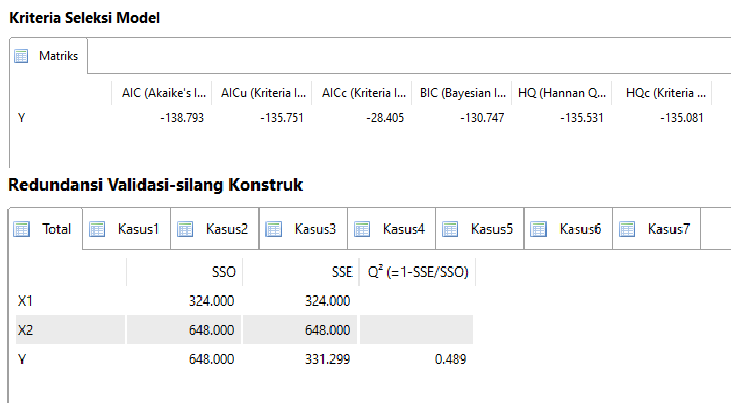 Kriteria Seleksi Model
Matriks
AIC (Akaike's I... AICu (Kriteria I... AICc (Kriteria I... BIC (Bayesian I... HQ (Hannan Q... HQc (Kriteria ...
Y -138.793 -135.751 -28.405 -130.747 -135.531 -135.081
Redundansi Validasi-silang Konstruk
Total Kasus1 Kasus2 Kasus3 Kasus4 Kasus5 Kasus6 Kasus7
SSO SSE Q² (=1-SSE/SSO)
X1 324.000 324.000
X2 648.000 648.000
Y 648.000 331.299 0.489